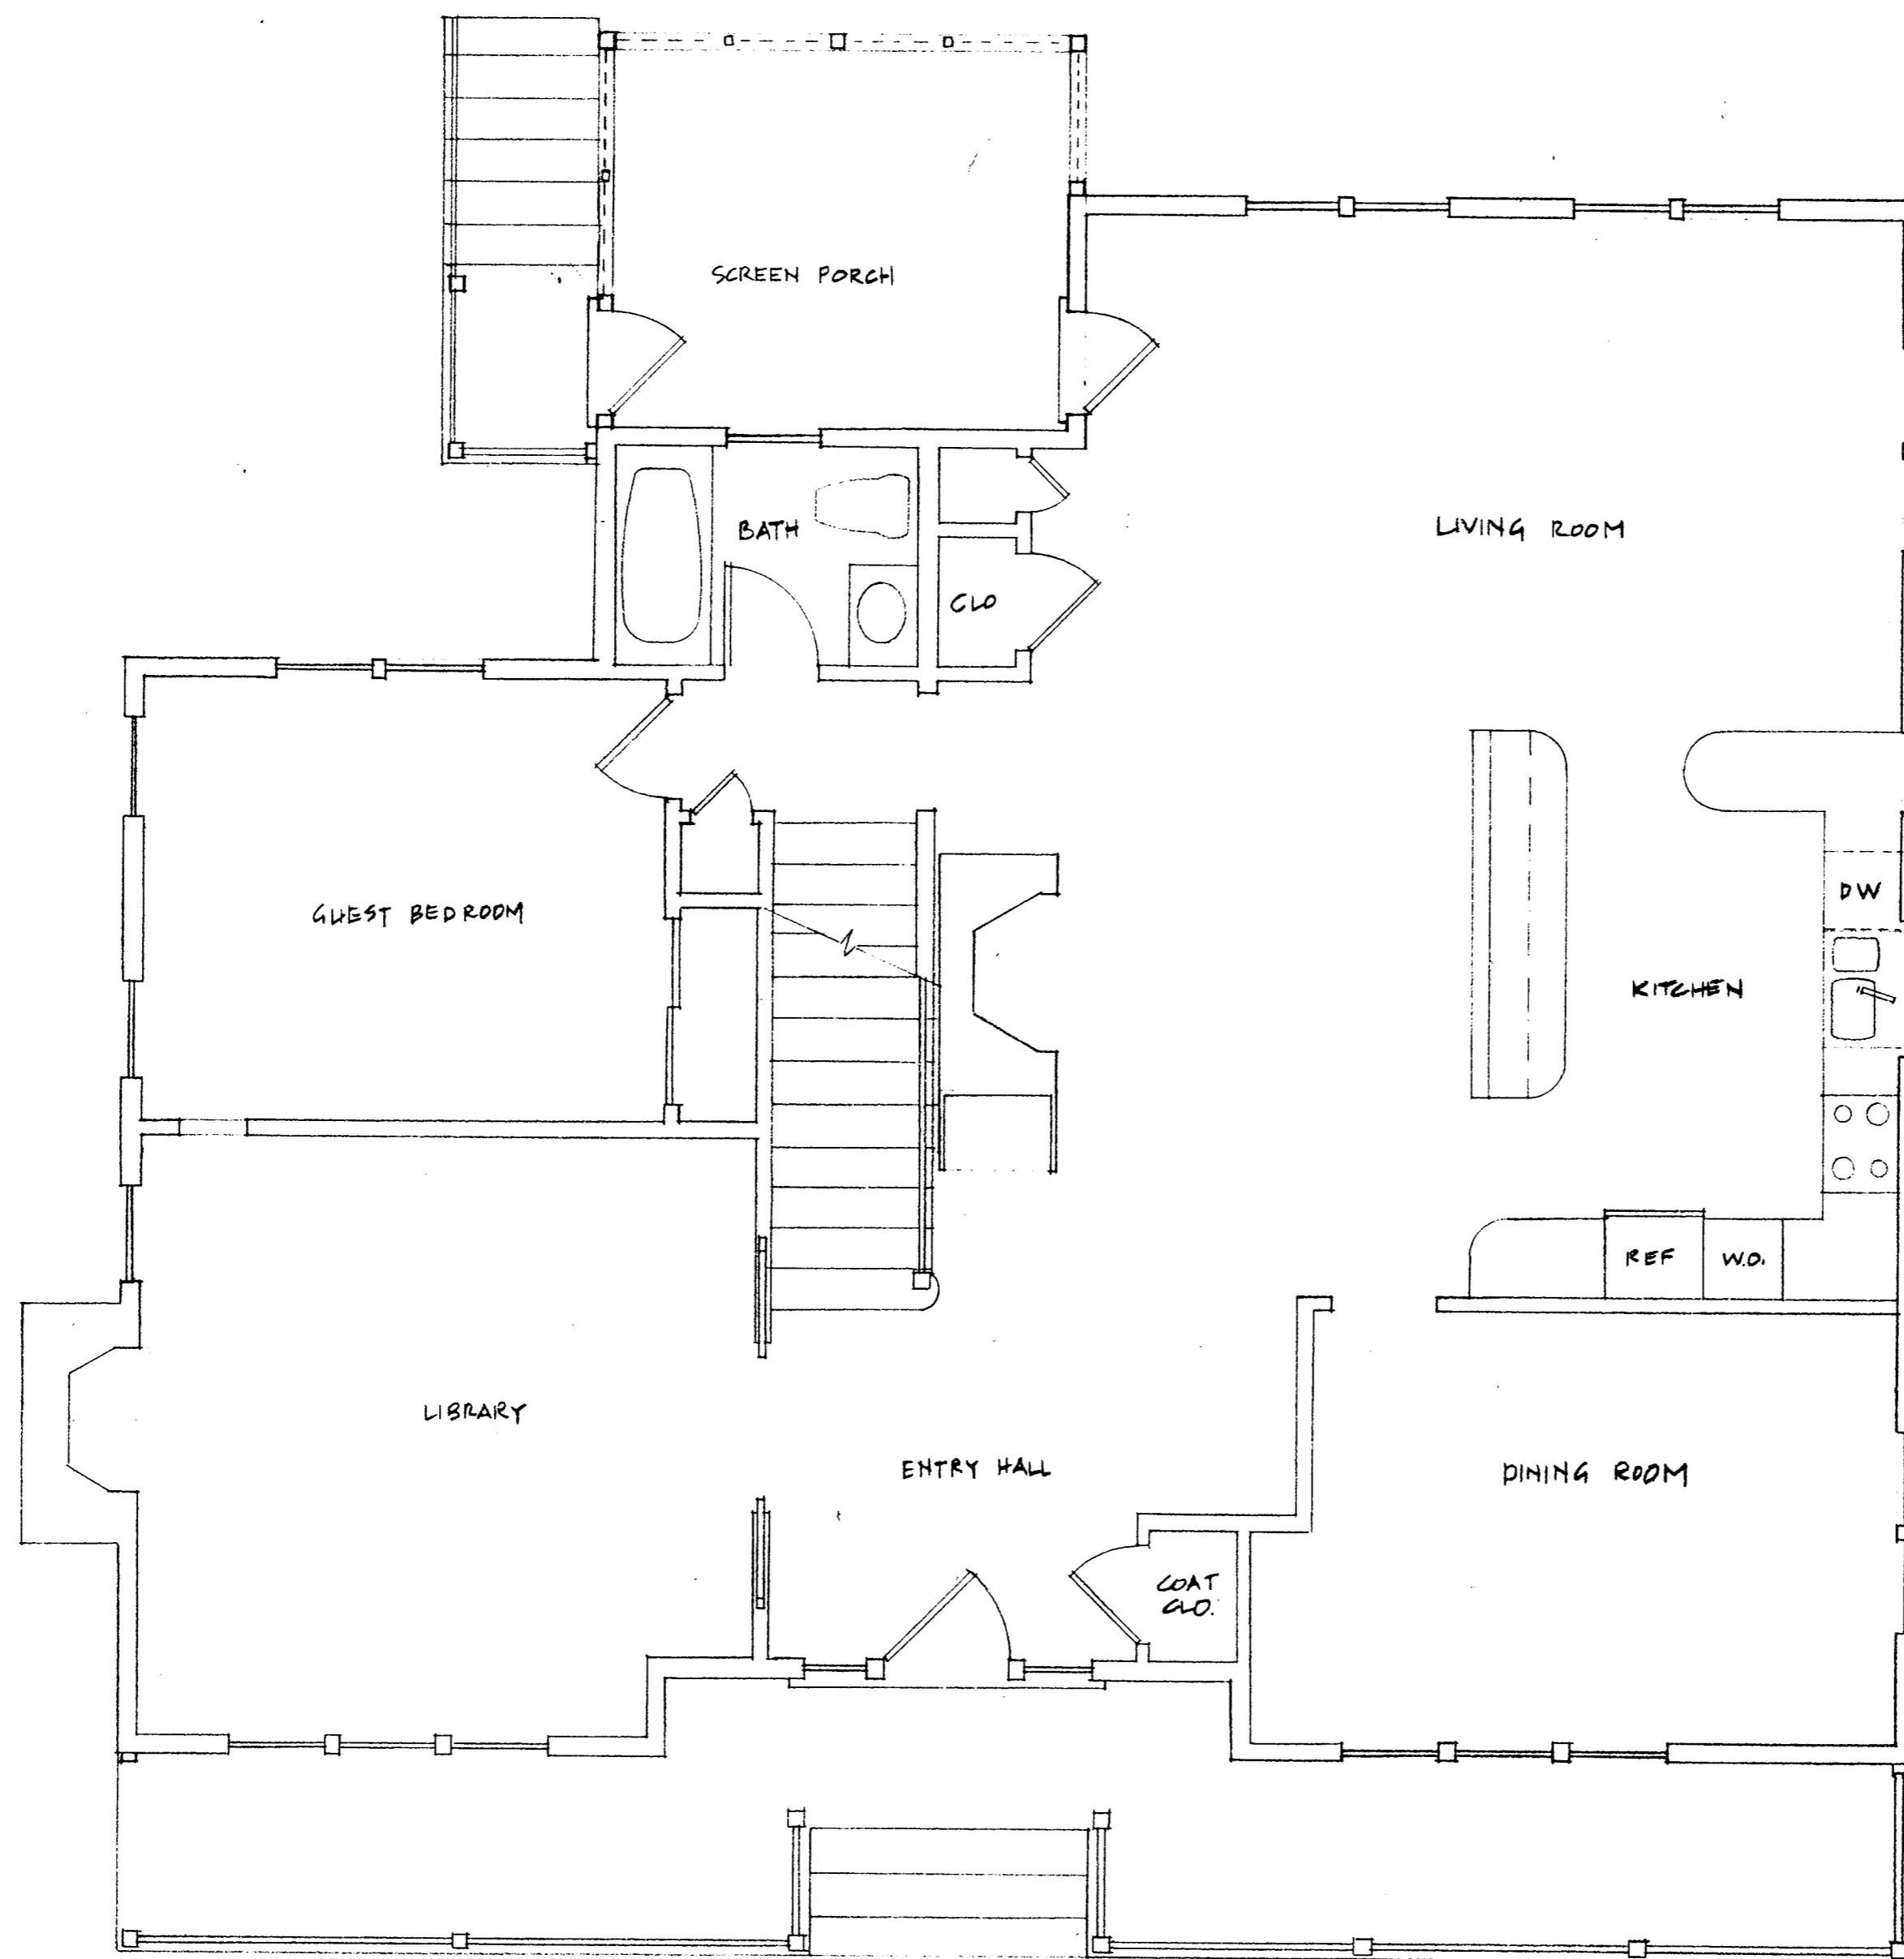 SCREEN PORCH
LIVING ROOM
BATH
CLO
DW
GUEST BEDROOM
KITCHEN
REF
W.O.
LIBRARY
ENTRY HALL
DINING ROOM
COAT
CLO.